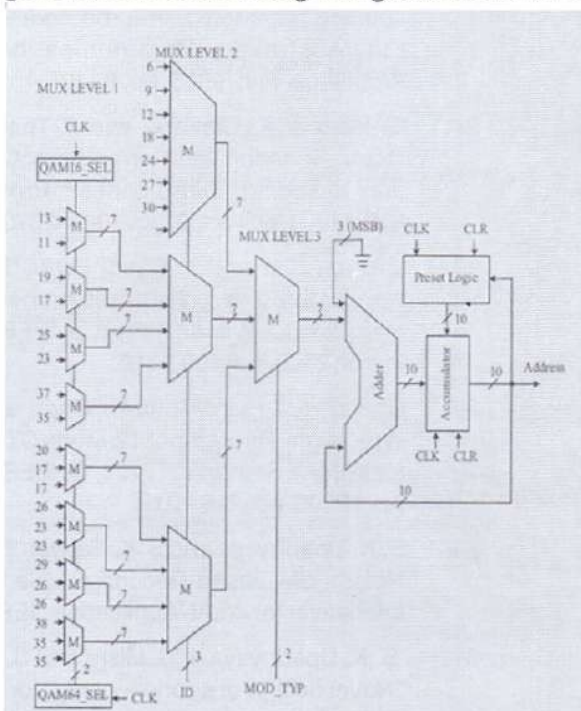 MUX LEVEL 2
MUX LEVEL 1
CLK
QAM16_SEL
6
9
12
18
24
27
30
M
7
13
11
M
7
19
17
M
7
25
23
M
7
37
35
M
7
M
7
MUX LEVEL 3
M
7
3 (MSB)
CLK
CLR
Preset Logic
10
Adder
10
Accumulator
10
Address
CLK
CLR
10
20
17
17
M
7
26
23
23
M
7
29
26
26
M
7
38
35
35
M
7
M
7
2
3
2
QAM64_SEL
CLK
ID
MOD_TYP